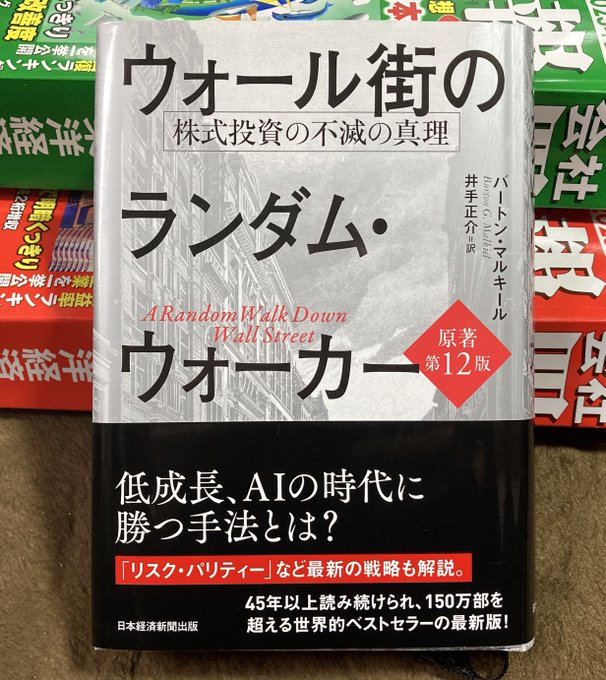 ウォール街の
株式投資の不滅の真理
ランダム・
ウォーカー
A Random Walk Down
Wall Street
原著
第12版
バートン・マルキール
Burton G. Malkiel
井手正介=訳
低成長、AIの時代に
勝つ手法とは?
「リスク・パリティー」など最新の戦略も解説。
45年以上読み続けられ、150万部を
超える世界的ベストセラーの最新版!
日本経済新聞出版
会社
洋経済
会社
洋経済